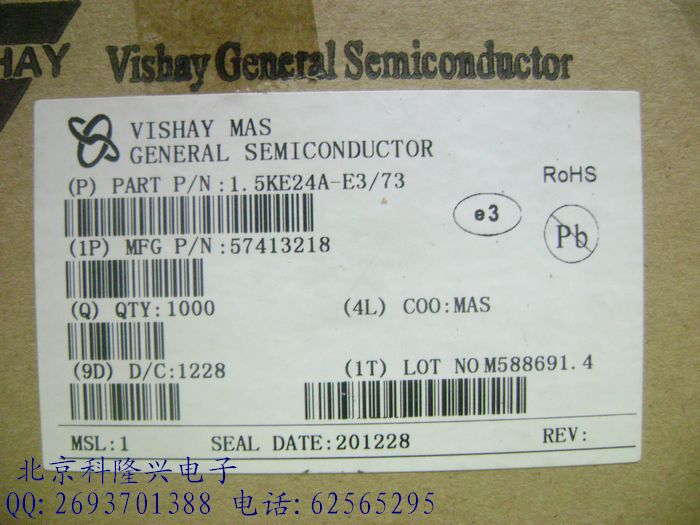 HAY Vishay General Semiconductor
VISHAY MAS
GENERAL SEMICONDUCTOR
(P) PART P/N:1.5KE24A-E3/73
RoHS
e3
Pb
(1P) MFG P/N:57413218
(Q) QTY:1000 (4L) COO:MAS
(9D) D/C:1228 (1T) LOT NO M588691.4
MSL:1 SEAL DATE:201228 REV:
北京科隆兴电子
QQ:2693701388 电话:62565295